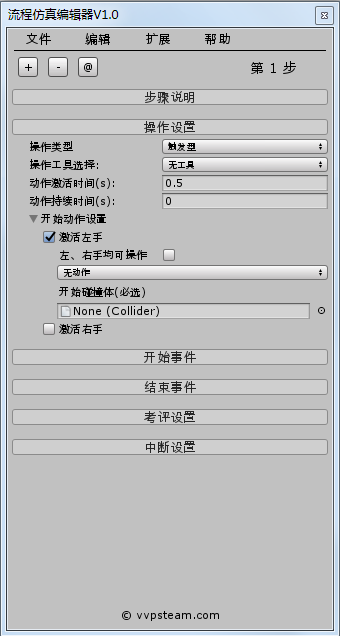 流程仿真编辑器V1.0
文件 编辑 扩展 帮助
+ - @ 第 1 步
步骤说明
操作设置
操作类型 触发型
操作工具选择: 无工具
动作激活时间(s): 0.5
动作持续时间(s): 0
开始动作设置
激活左手
左、右手均可操作
无动作
开始碰撞体(必选)
None (Collider)
激活右手
开始事件
结束事件
考评设置
中断设置
© vvpsteam.com